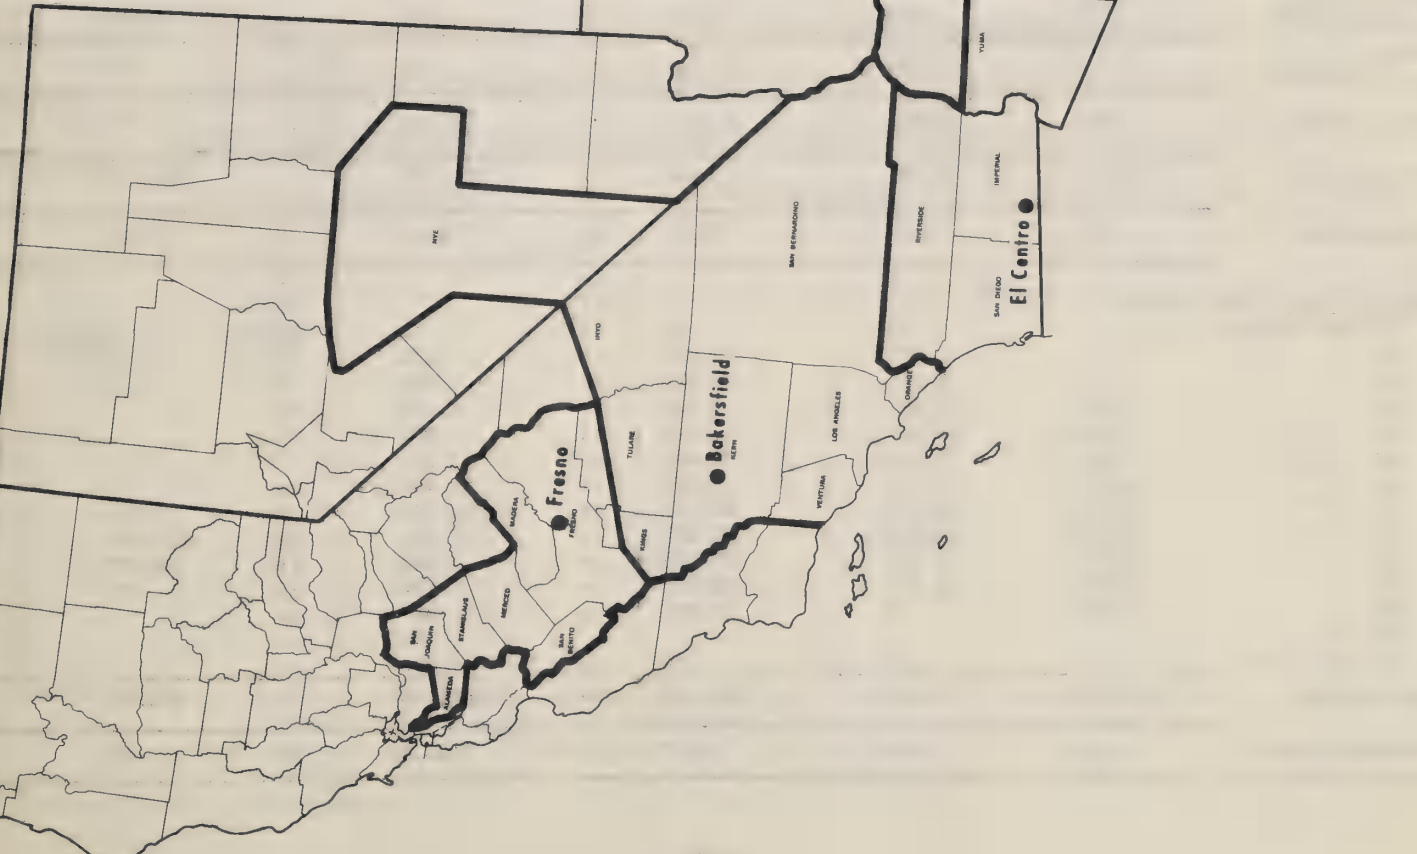 YUMA
NYE
SAN BERNARDINO
RIVERSIDE
IMPERIAL
El Centro
SAN DIEGO
INYO
ORANGE
LOS ANGELES
VENTURA
Bakersfield
KERN
TULARE
KINGS
Fresno
FRESNO
MADERA
MERCED
STANISLAUS
SAN
JOAQUIN
SAN
BENITO
ALAMEDA